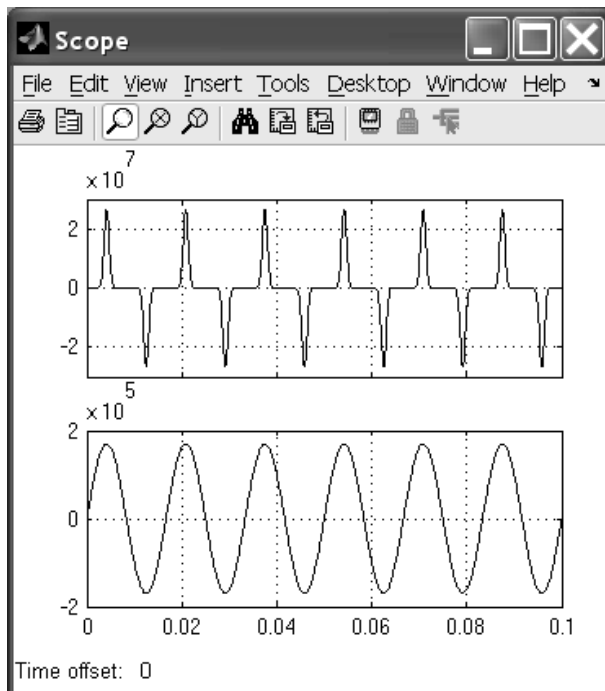 Scope
File Edit View Insert Tools Desktop Window Help
×10 7
2
0
-2
×10 5
2
0
-2
0 0.02 0.04 0.06 0.08 0.1
Time offset: 0